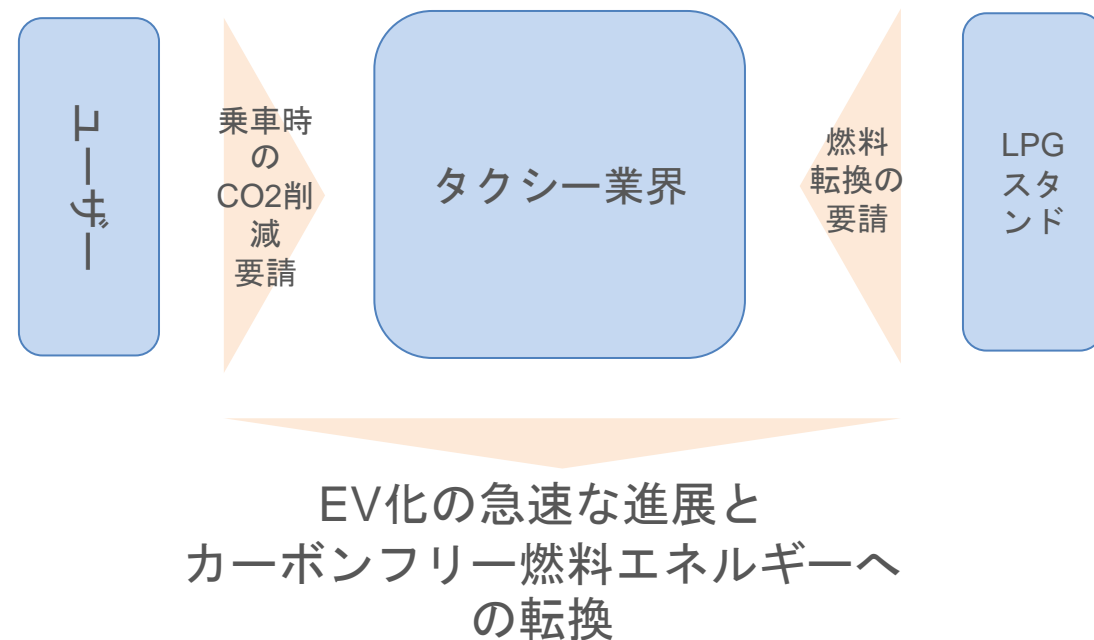 ユーザー
乗車時
の
CO2削
減
要請
タクシー業界
燃料
転換の
要請
LPG
スタ
ンド
EV化の急速な進展と
カーボンフリー燃料エネルギーへ
の転換